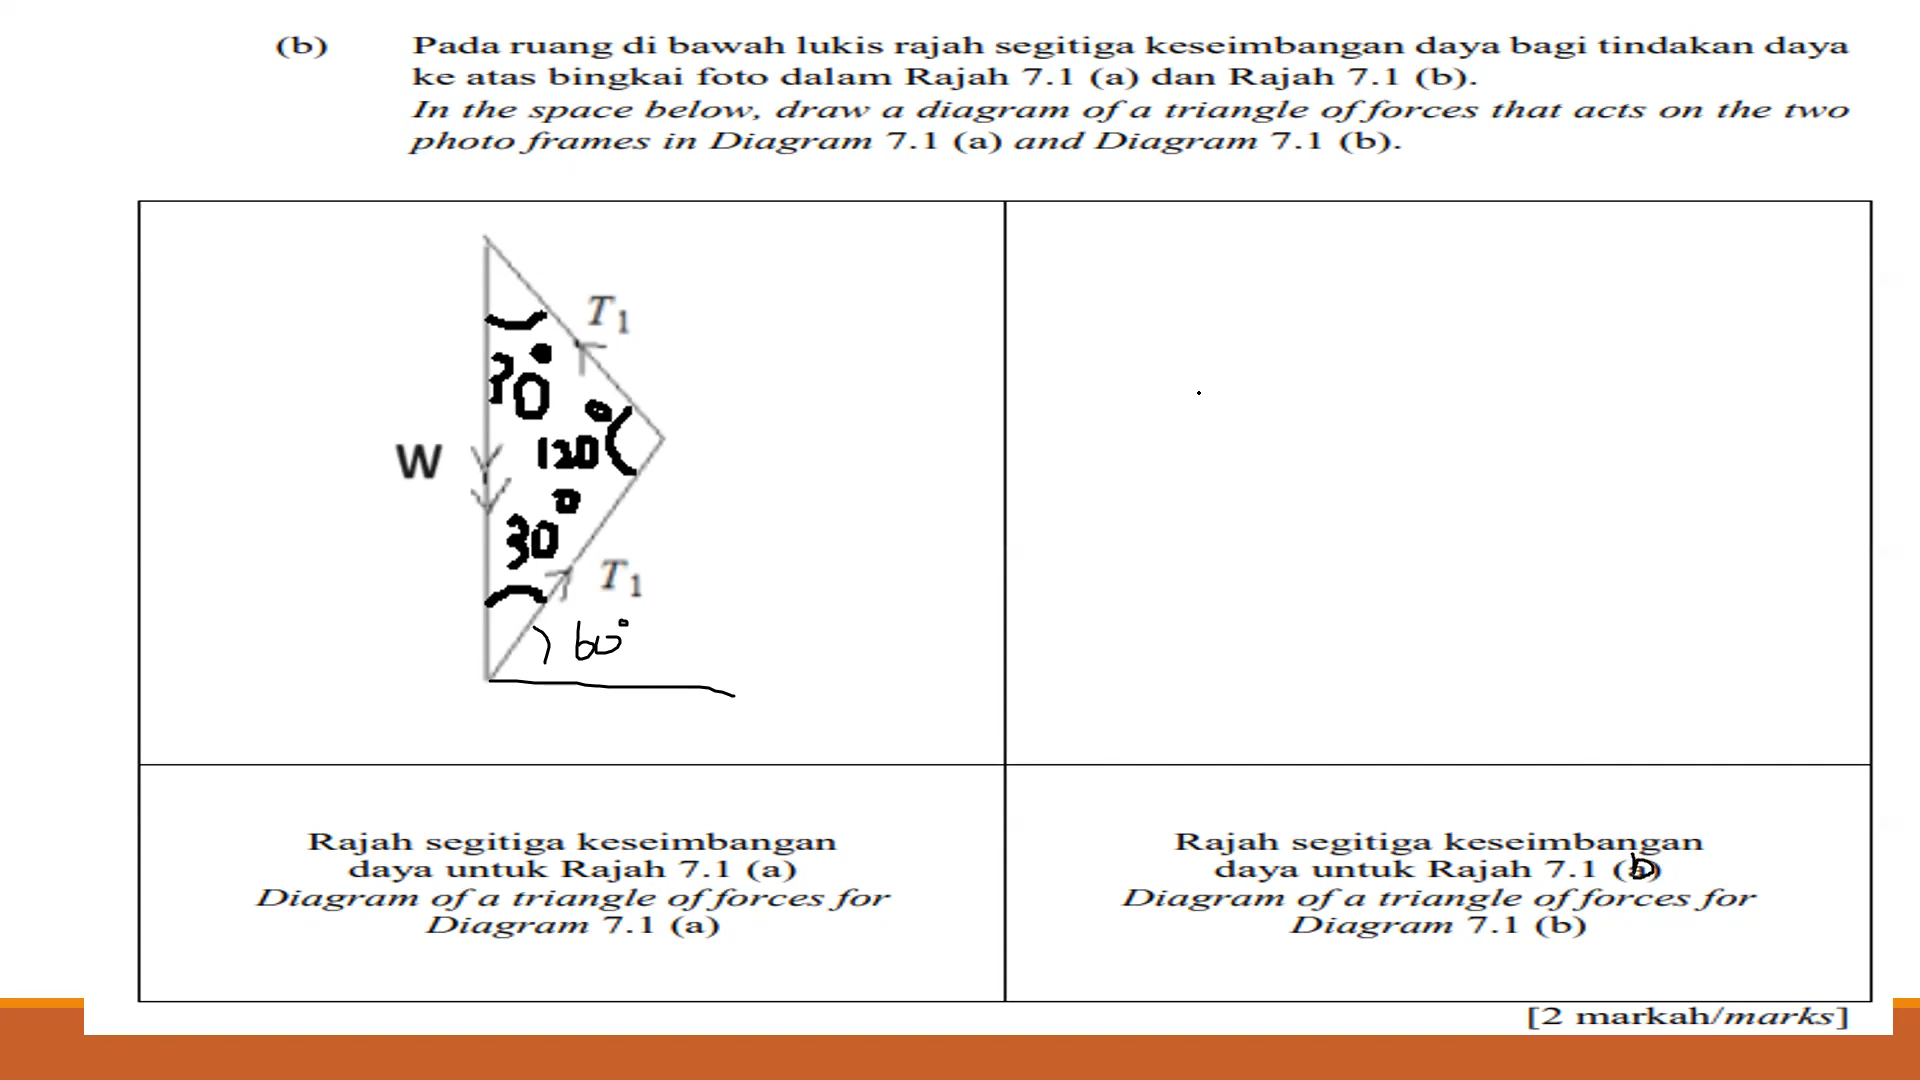 (b) Pada ruang di bawah lukis rajah segitiga keseimbangan daya bagi tindakan daya
ke atas bingkai foto dalam Rajah 7.1 (a) dan Rajah 7.1 (b).
In the space below, draw a diagram of a triangle of forces that acts on the two
photo frames in Diagram 7.1 (a) and Diagram 7.1 (b).
T1
30°
120°
W
30°
T1
60°
Rajah segitiga keseimbangan
daya untuk Rajah 7.1 (a)
Diagram of a triangle of forces for
Diagram 7.1 (a)
Rajah segitiga keseimbangan
daya untuk Rajah 7.1 (b)
Diagram of a triangle of forces for
Diagram 7.1 (b)
[2 markah/marks]